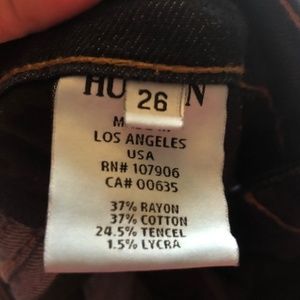 HU N
26
IN
LOS ANGELES
USA
RN# 107906
CA# 00635
37% RAYON
37% COTTON
24.5% TENCEL
1.5% LYCRA